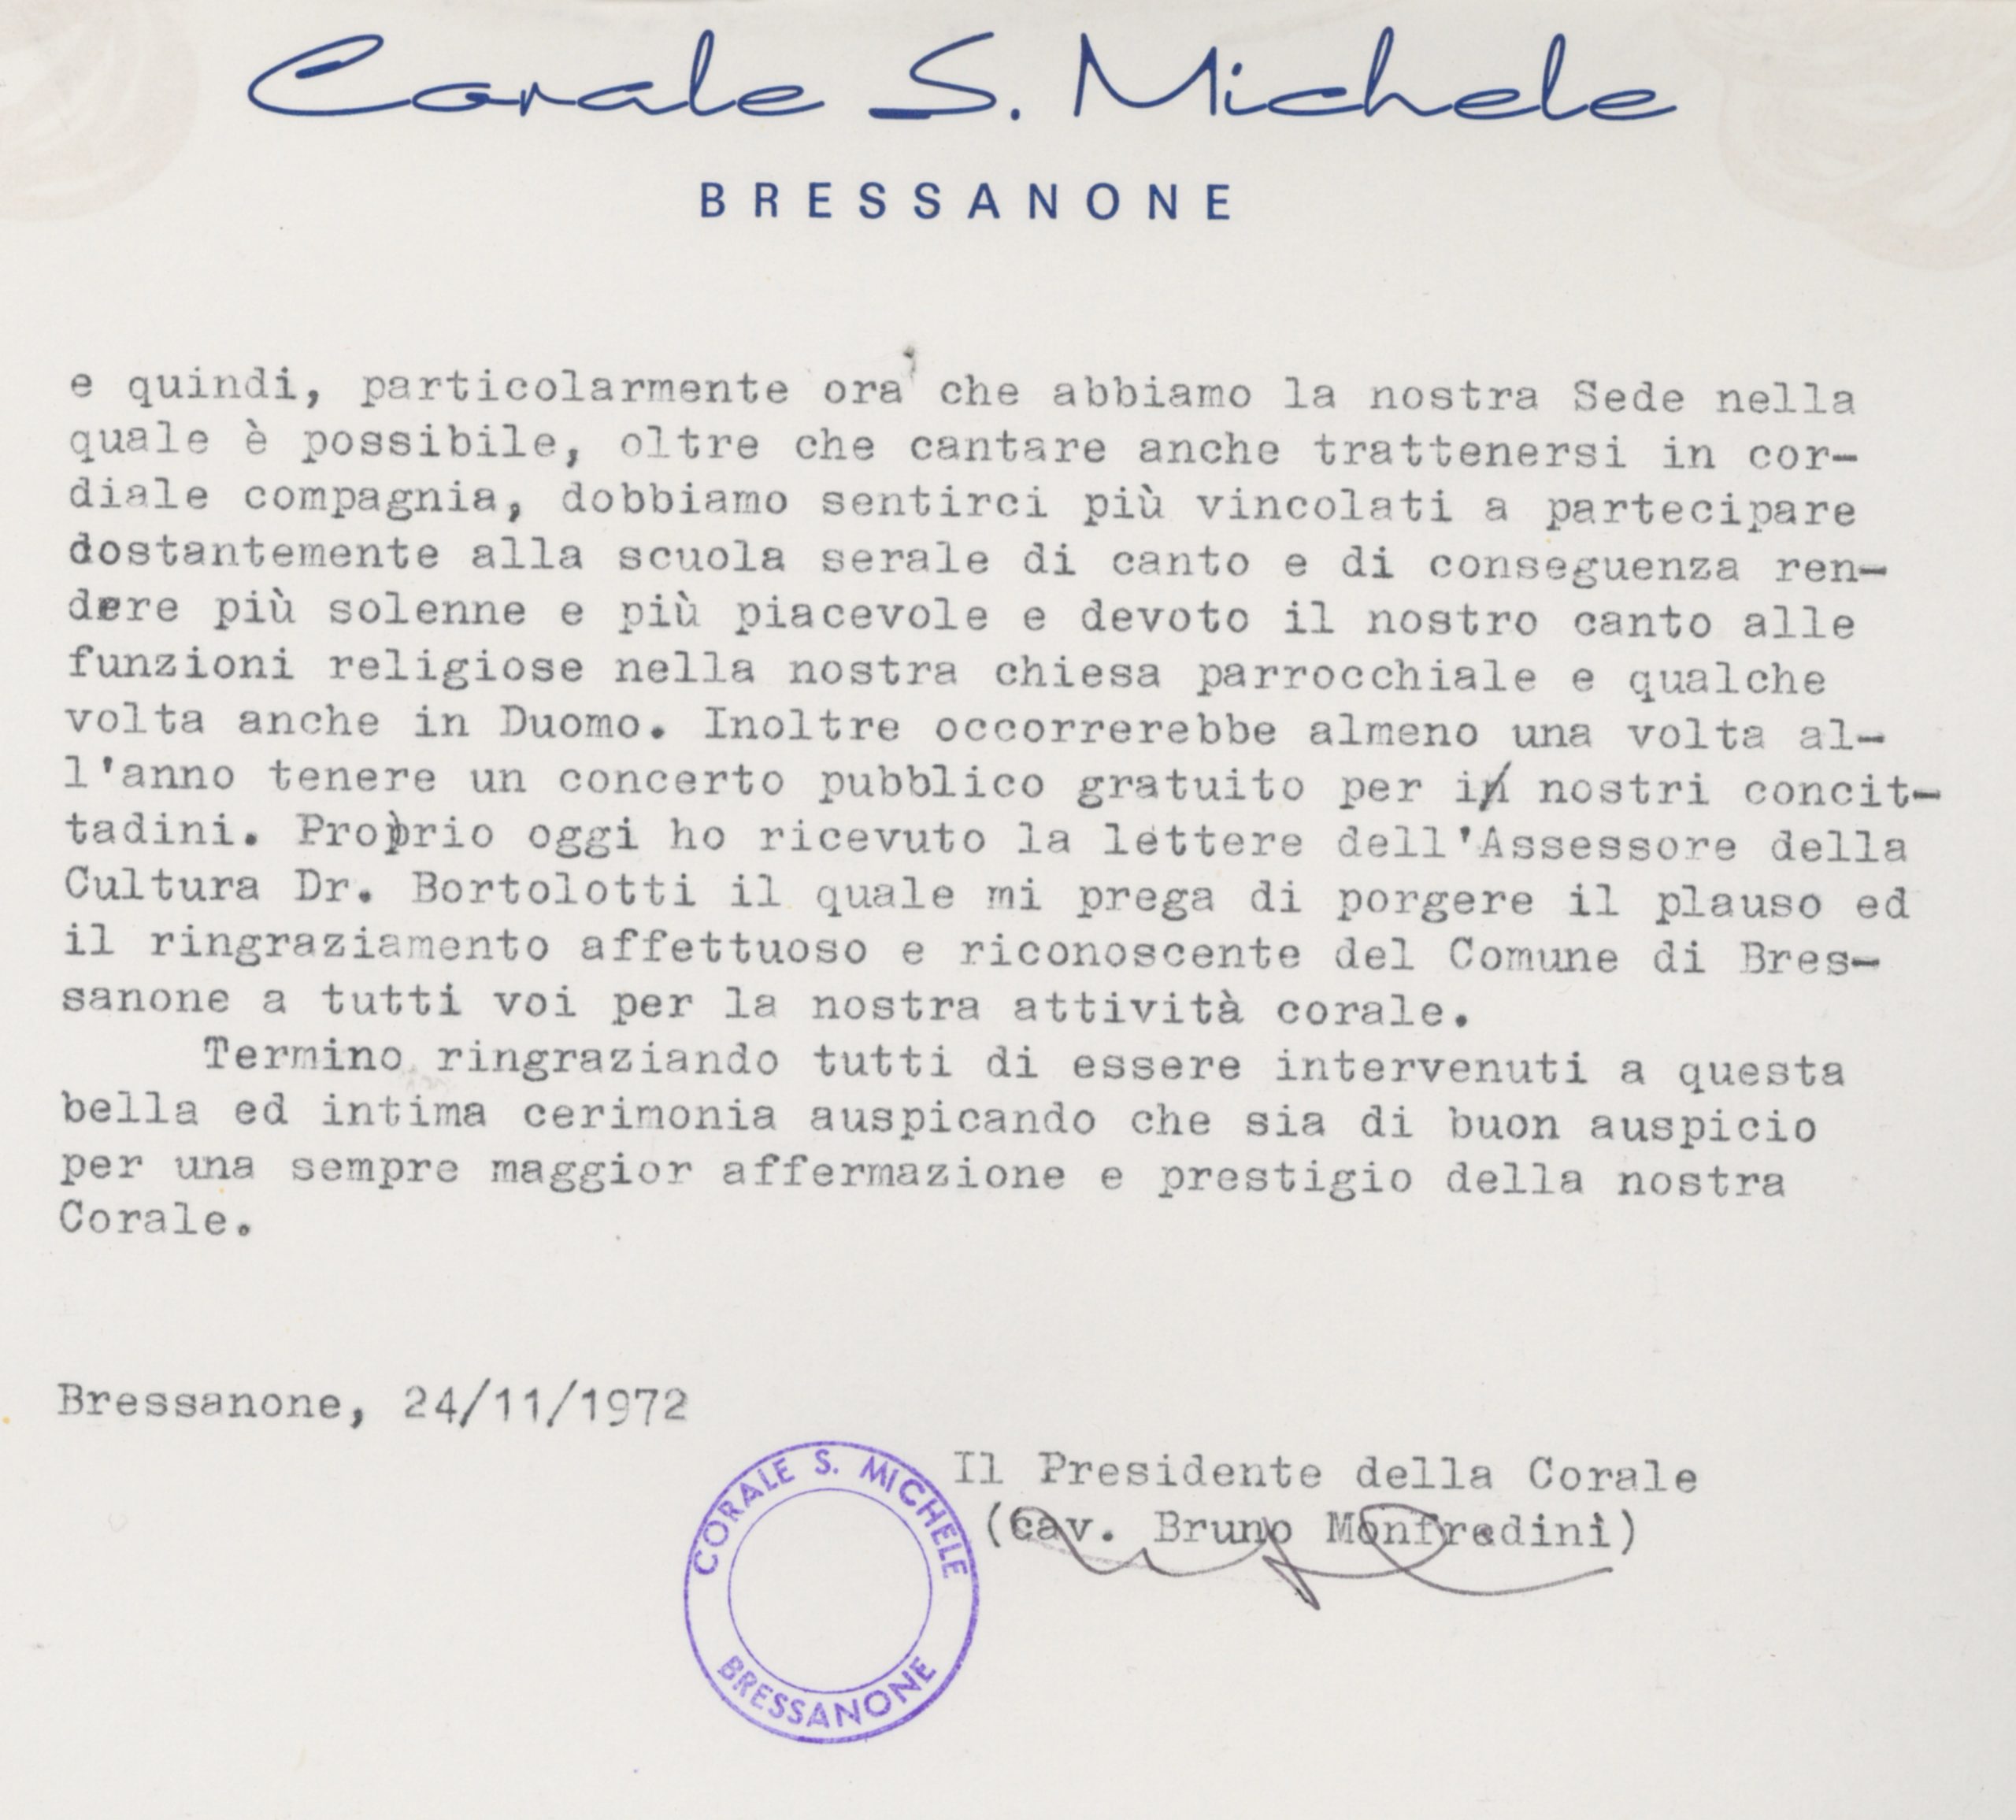 Corale S. Michele
BRESSANONE
e quindi, particolarmente ora che abbiamo la nostra Sede nella
quale è possibile, oltre che cantare anche trattenersi in cor-
diale compagnia, dobbiamo sentirci più vincolati a partecipare
dostantemente alla scuola serale di canto e di conseguenza ren-
dere più solenne e più piacevole e devoto il nostro canto alle
funzioni religiose nella nostra chiesa parrocchiale e qualche
volta anche in Duomo. Inoltre occorrerebbe almeno una volta al-
l'anno tenere un concerto pubblico gratuito per i nostri concit-
tadini. Proprio oggi ho ricevuto la lettere dell'Assessore della
Cultura Dr. Bortolotti il quale mi prega di porgere il plauso ed
il ringraziamento affettuoso e riconoscente del Comune di Bres-
sanone a tutti voi per la nostra attività corale.
Termino ringraziando tutti di essere intervenuti a questa
bella ed intima cerimonia auspicando che sia di buon auspicio
per una sempre maggior affermazione e prestigio della nostra
Corale.
Bressanone, 24/11/1972
Il Presidente della Corale
(cav. Bruno Monfredini)
CORALE S. MICHELE
BRESSANONE